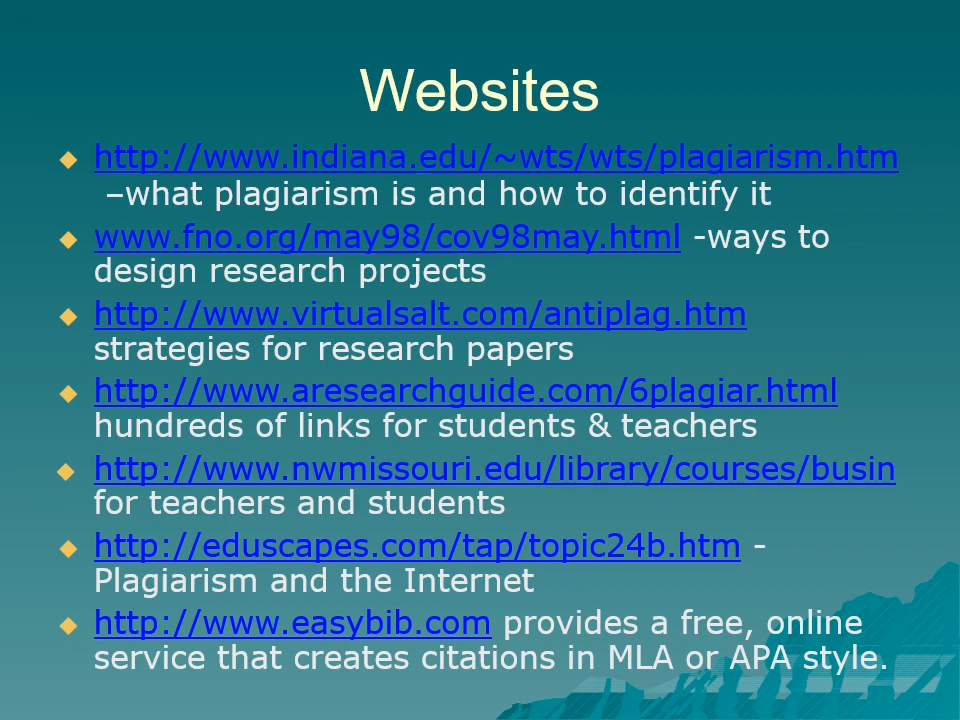 Websites
http://www.indiana.edu/~wts/wts/plagiarism.htm
–what plagiarism is and how to identify it
www.fno.org/may98/cov98may.html -ways to
design research projects
http://www.virtualsalt.com/antiplag.htm
strategies for research papers
http://www.aresearchguide.com/6plagiar.html
hundreds of links for students & teachers
http://www.nwmissouri.edu/library/courses/busin
for teachers and students
http://eduscapes.com/tap/topic24b.htm -
Plagiarism and the Internet
http://www.easybib.com provides a free, online
service that creates citations in MLA or APA style.